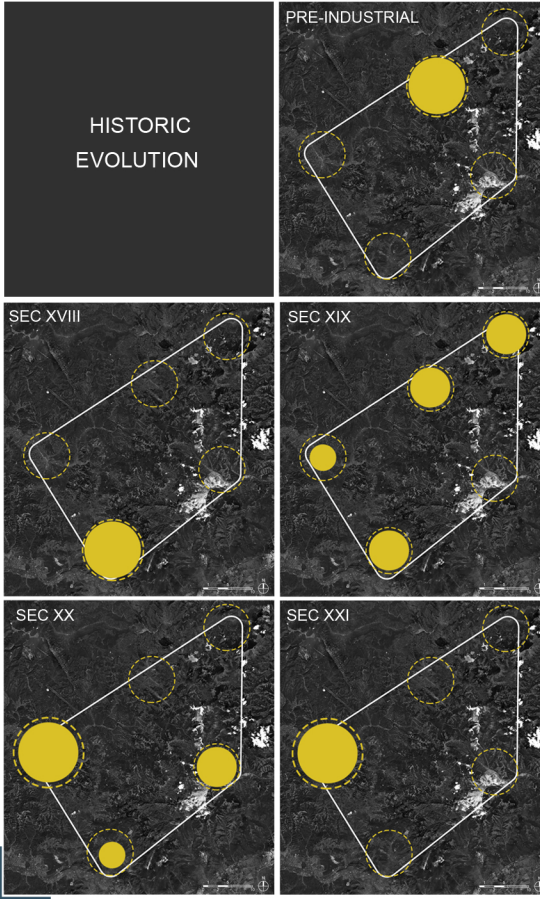 HISTORIC
EVOLUTION
PRE-INDUSTRIAL
SEC XVIII
SEC XIX
SEC XX
SEC XXI